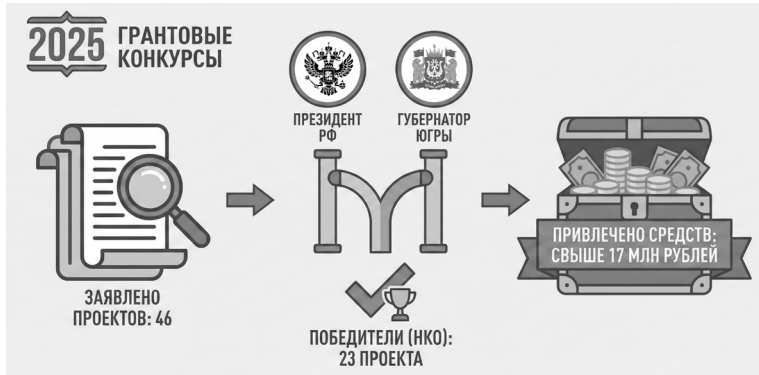 2025
ГРАНТОВЫЕ
КОНКУРСЫ
ПРЕЗИДЕНТ
РФ
ГУБЕРНАТОР
ЮГРЫ
ЗАЯВЛЕНО
ПРОЕКТОВ: 46
ПОБЕДИТЕЛИ (НКО):
23 ПРОЕКТА
ПРИВЛЕЧЕНО СРЕДСТВ:
СВЫШЕ 17 МЛН РУБЛЕЙ